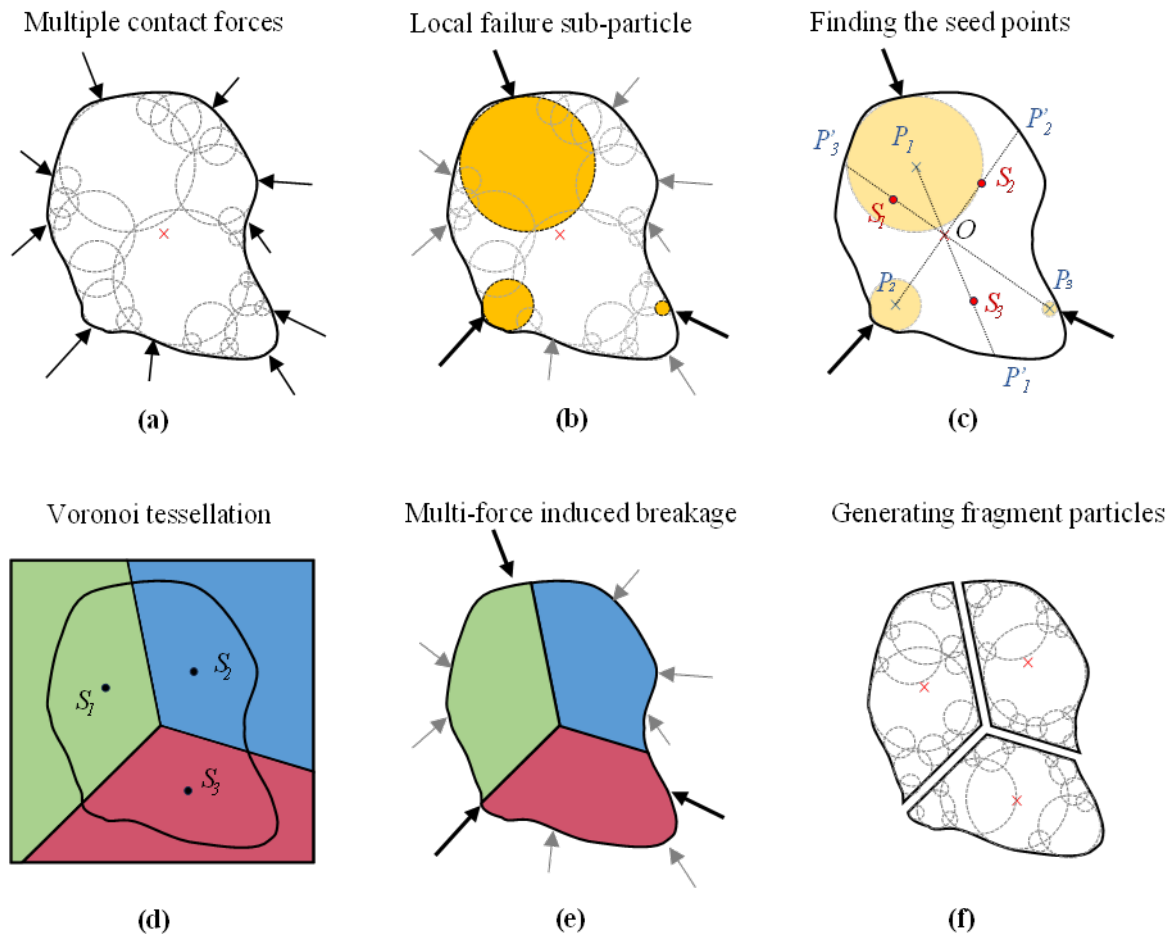 Multiple contact forces
Local failure sub-particle
Finding the seed points
P'2
P'3
P1
S2
S1
O
P2
P3
S3
P'1
(a)
(b)
(c)
Voronoi tessellation
Multi-force induced breakage
Generating fragment particles
S2
S1
S3
(d)
(e)
(f)